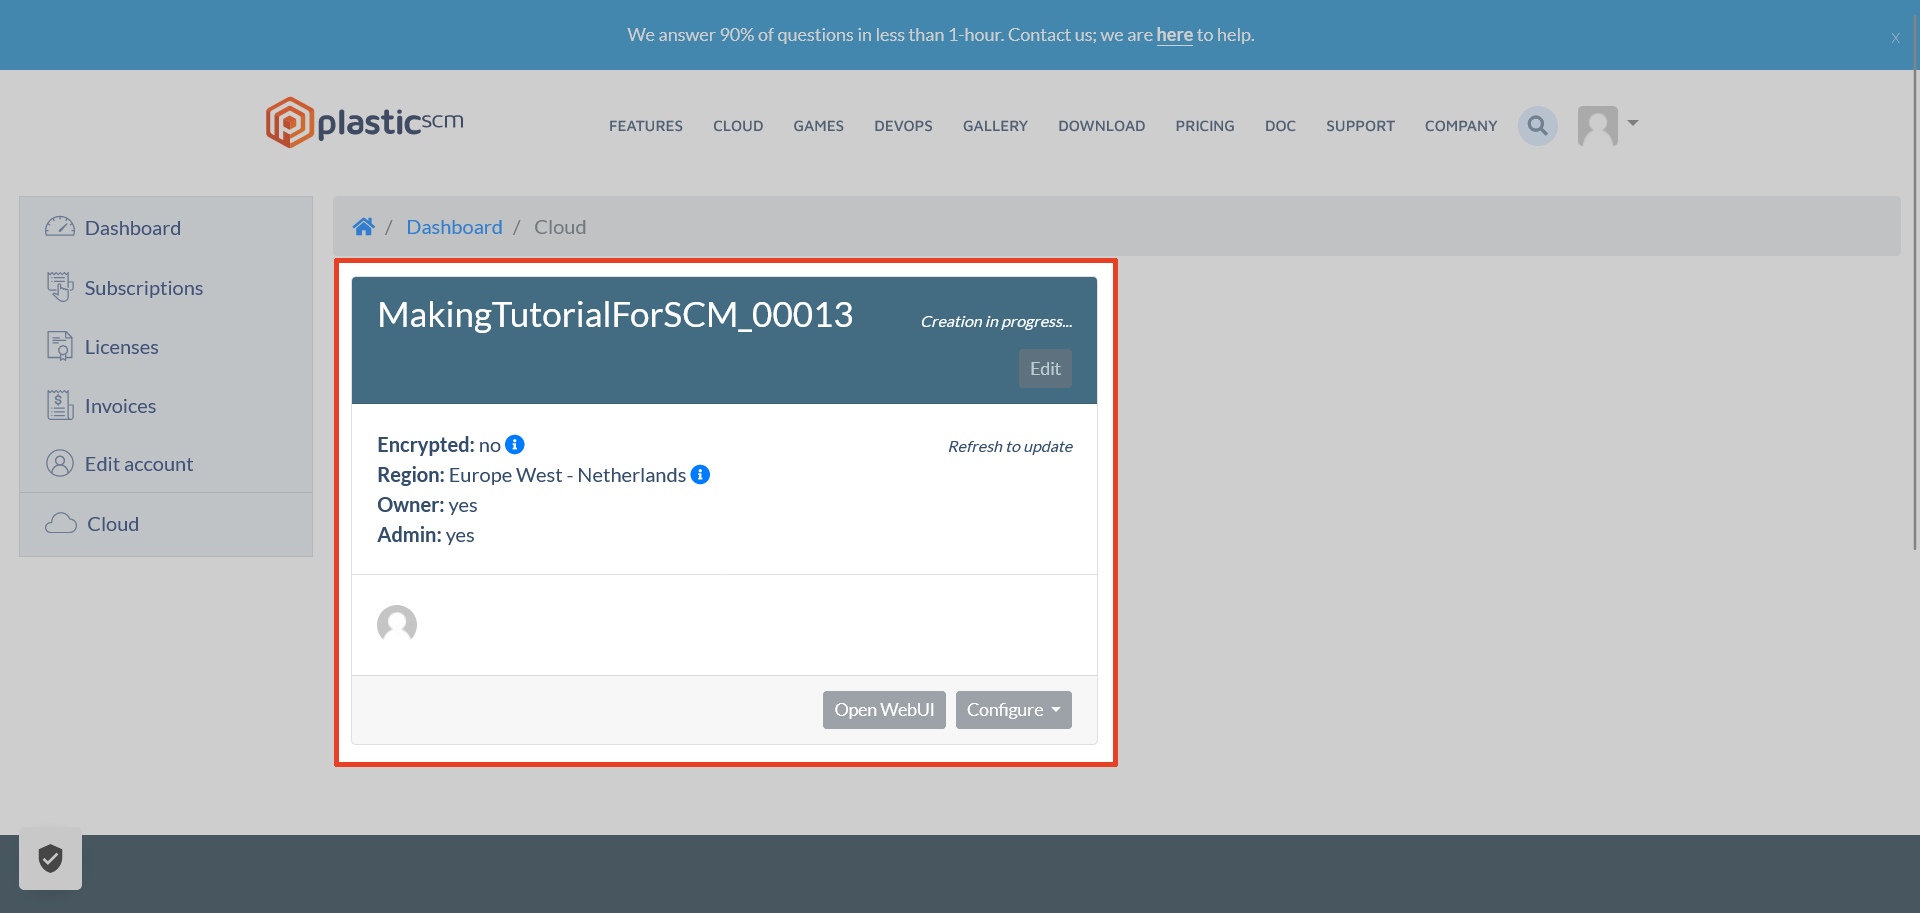 We answer 90% of questions in less than 1-hour. Contact us; we are here to help.
x
plasticscm
FEATURES CLOUD GAMES DEVOPS GALLERY DOWNLOAD PRICING DOC SUPPORT COMPANY
Dashboard
Subscriptions
Licenses
Invoices
Edit account
Cloud
/ Dashboard / Cloud
MakingTutorialForSCM_00013
Creation in progress...
Edit
Encrypted: no
Refresh to update
Region: Europe West - Netherlands
Owner: yes
Admin: yes
Open WebUI Configure